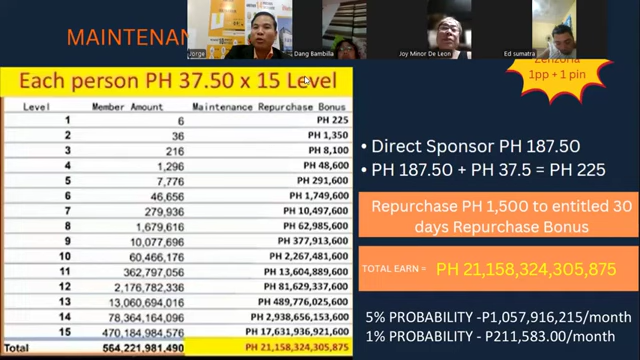 MAINTENAN
Jorge
Dang Bambilla
Joy Minor De Leon
Ed sumatra
Each person PH 37.50 x 15 Level
Level Member Amount Maintenance Repurchase Bonus
1 6 PH 225
2 36 PH 1,350
3 216 PH 8,100
4 1,296 PH 48,600
5 7,776 PH 291,600
6 46,656 PH 1,749,600
7 279,936 PH 10,497,600
8 1,679,616 PH 62,985,600
9 10,077,696 PH 377,913,600
10 60,466,176 PH 2,267,481,600
11 362,797,056 PH 13,604,889,600
12 2,176,782,336 PH 81,629,337,600
13 13,060,694,016 PH 489,776,025,600
14 78,364,164,096 PH 2,938,656,153,600
15 470,184,984,576 PH 17,631,936,921,600
Total 564,221,981,490 PH 21,158,324,305,875
Zenzoria
1pp + 1 pin
• Direct Sponsor PH 187.50
• PH 187.50 + PH 37.5 = PH 225
Repurchase PH 1,500 to entitled 30
days Repurchase Bonus
TOTAL EARN = PH 21,158,324,305,875
5% PROBABILITY -P1,057,916,215/month
1% PROBABILITY - P211,583.00/month